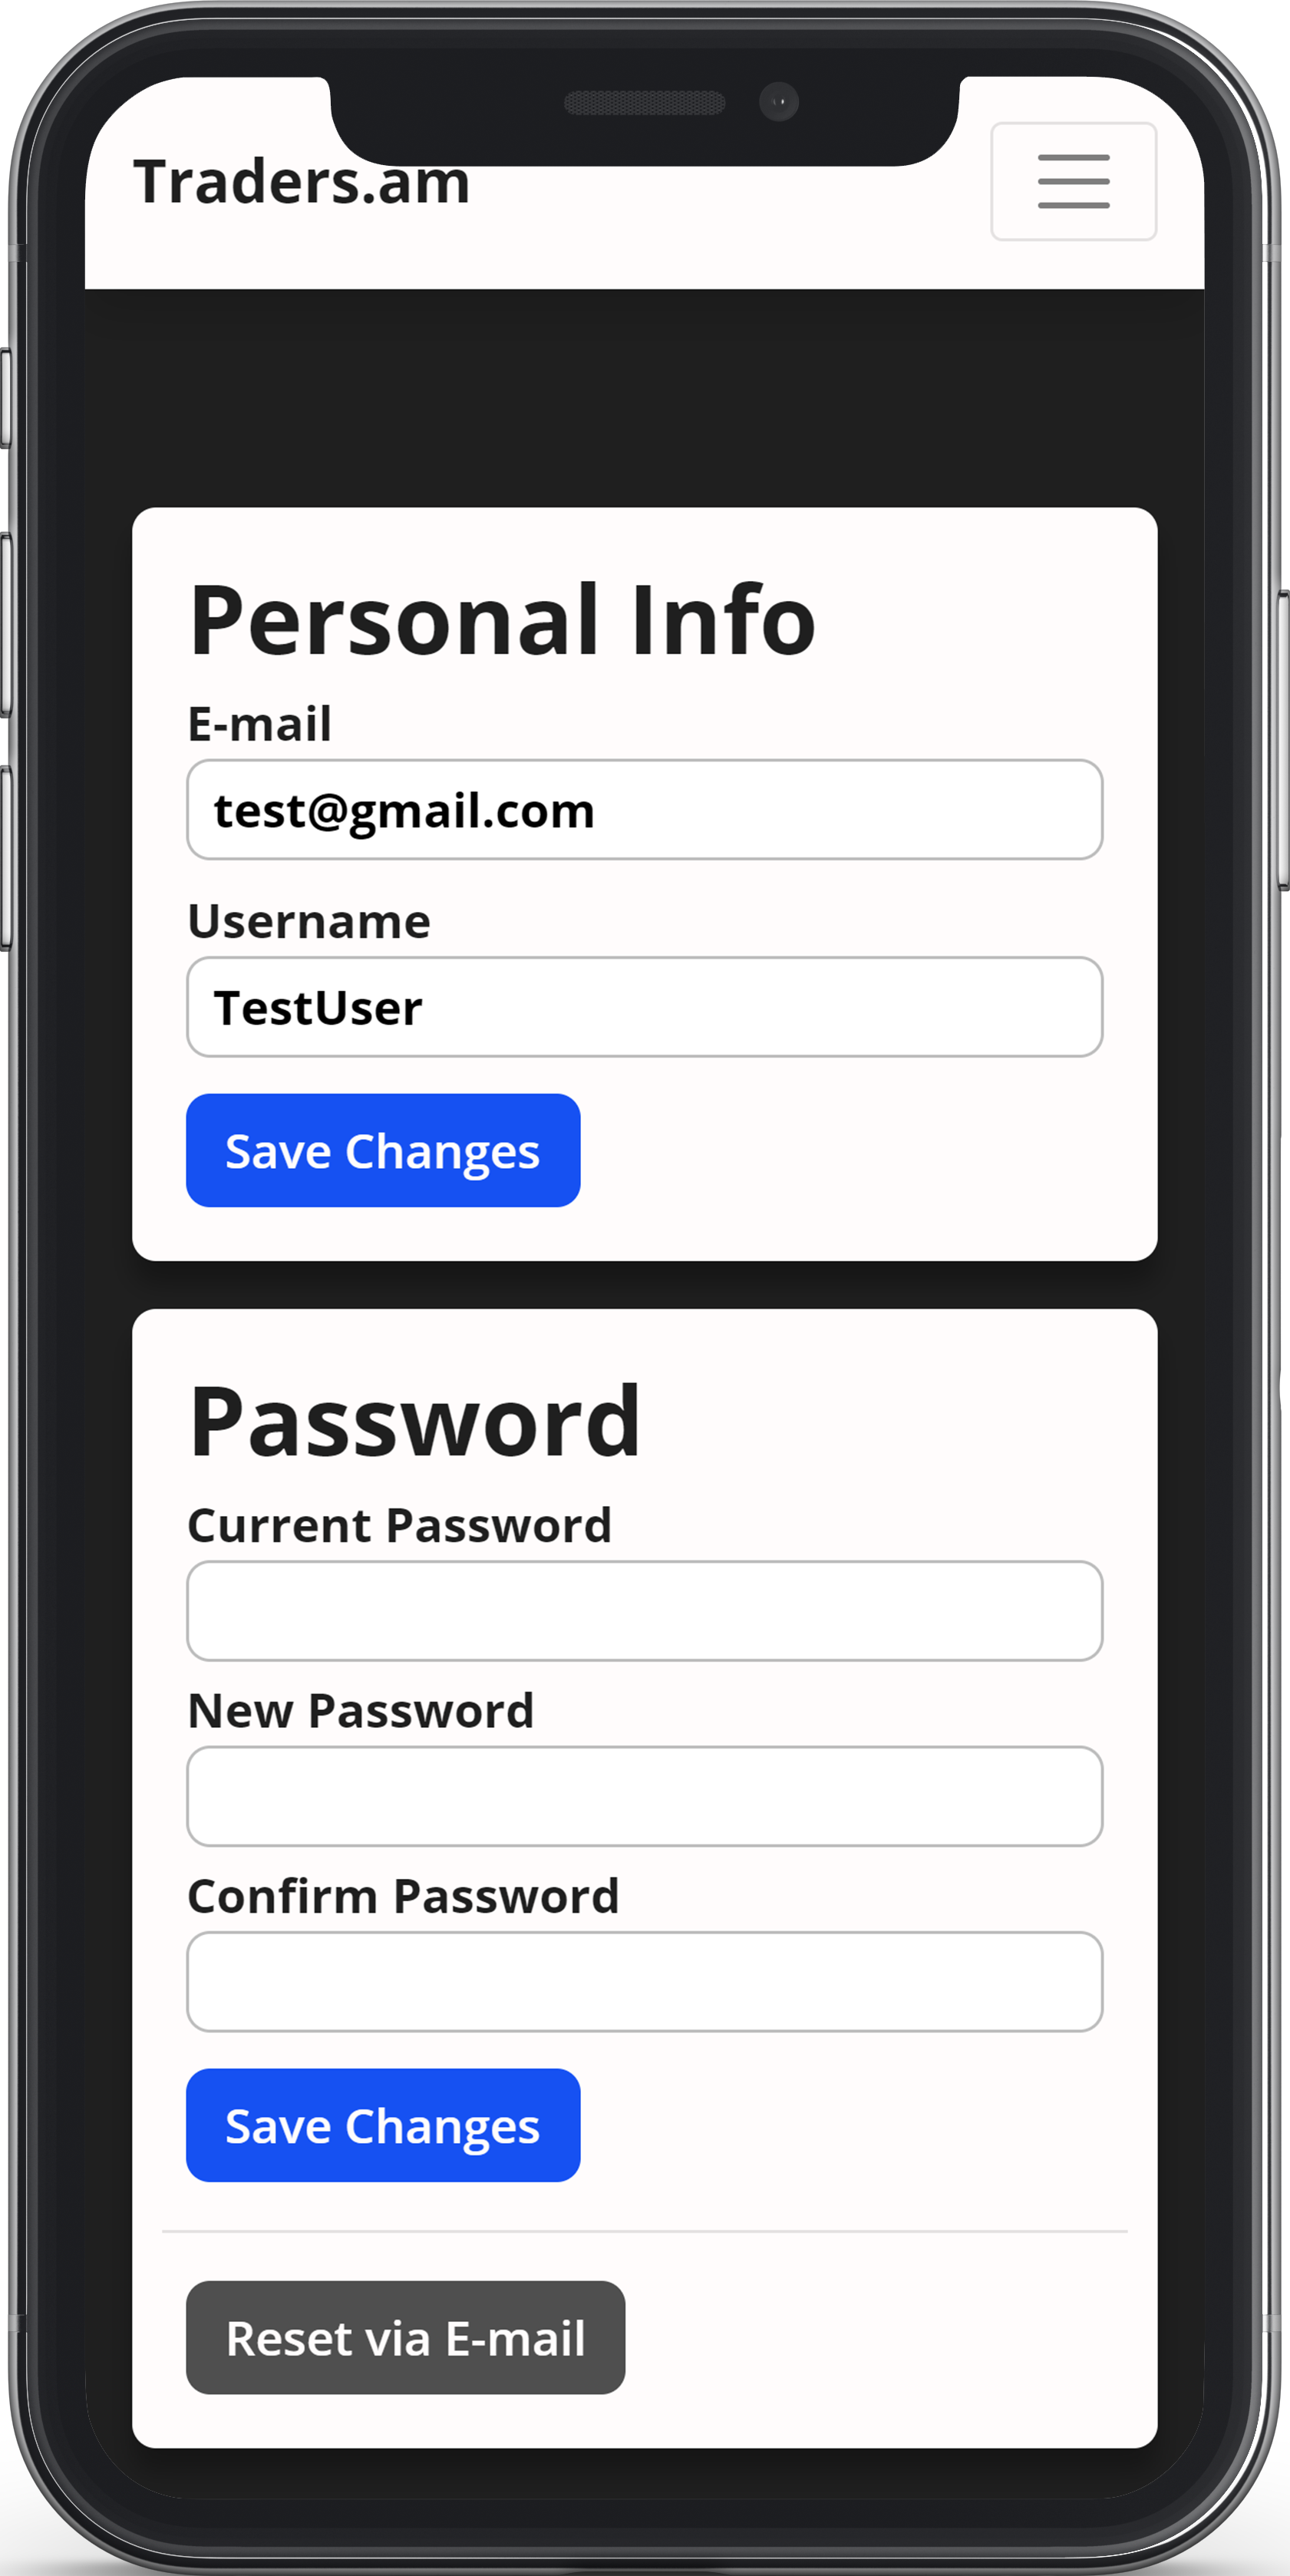 Traders.am
Personal Info
E-mail
test@gmail.com
Username
TestUser
Save Changes
Password
Current Password
New Password
Confirm Password
Save Changes
Reset via E-mail